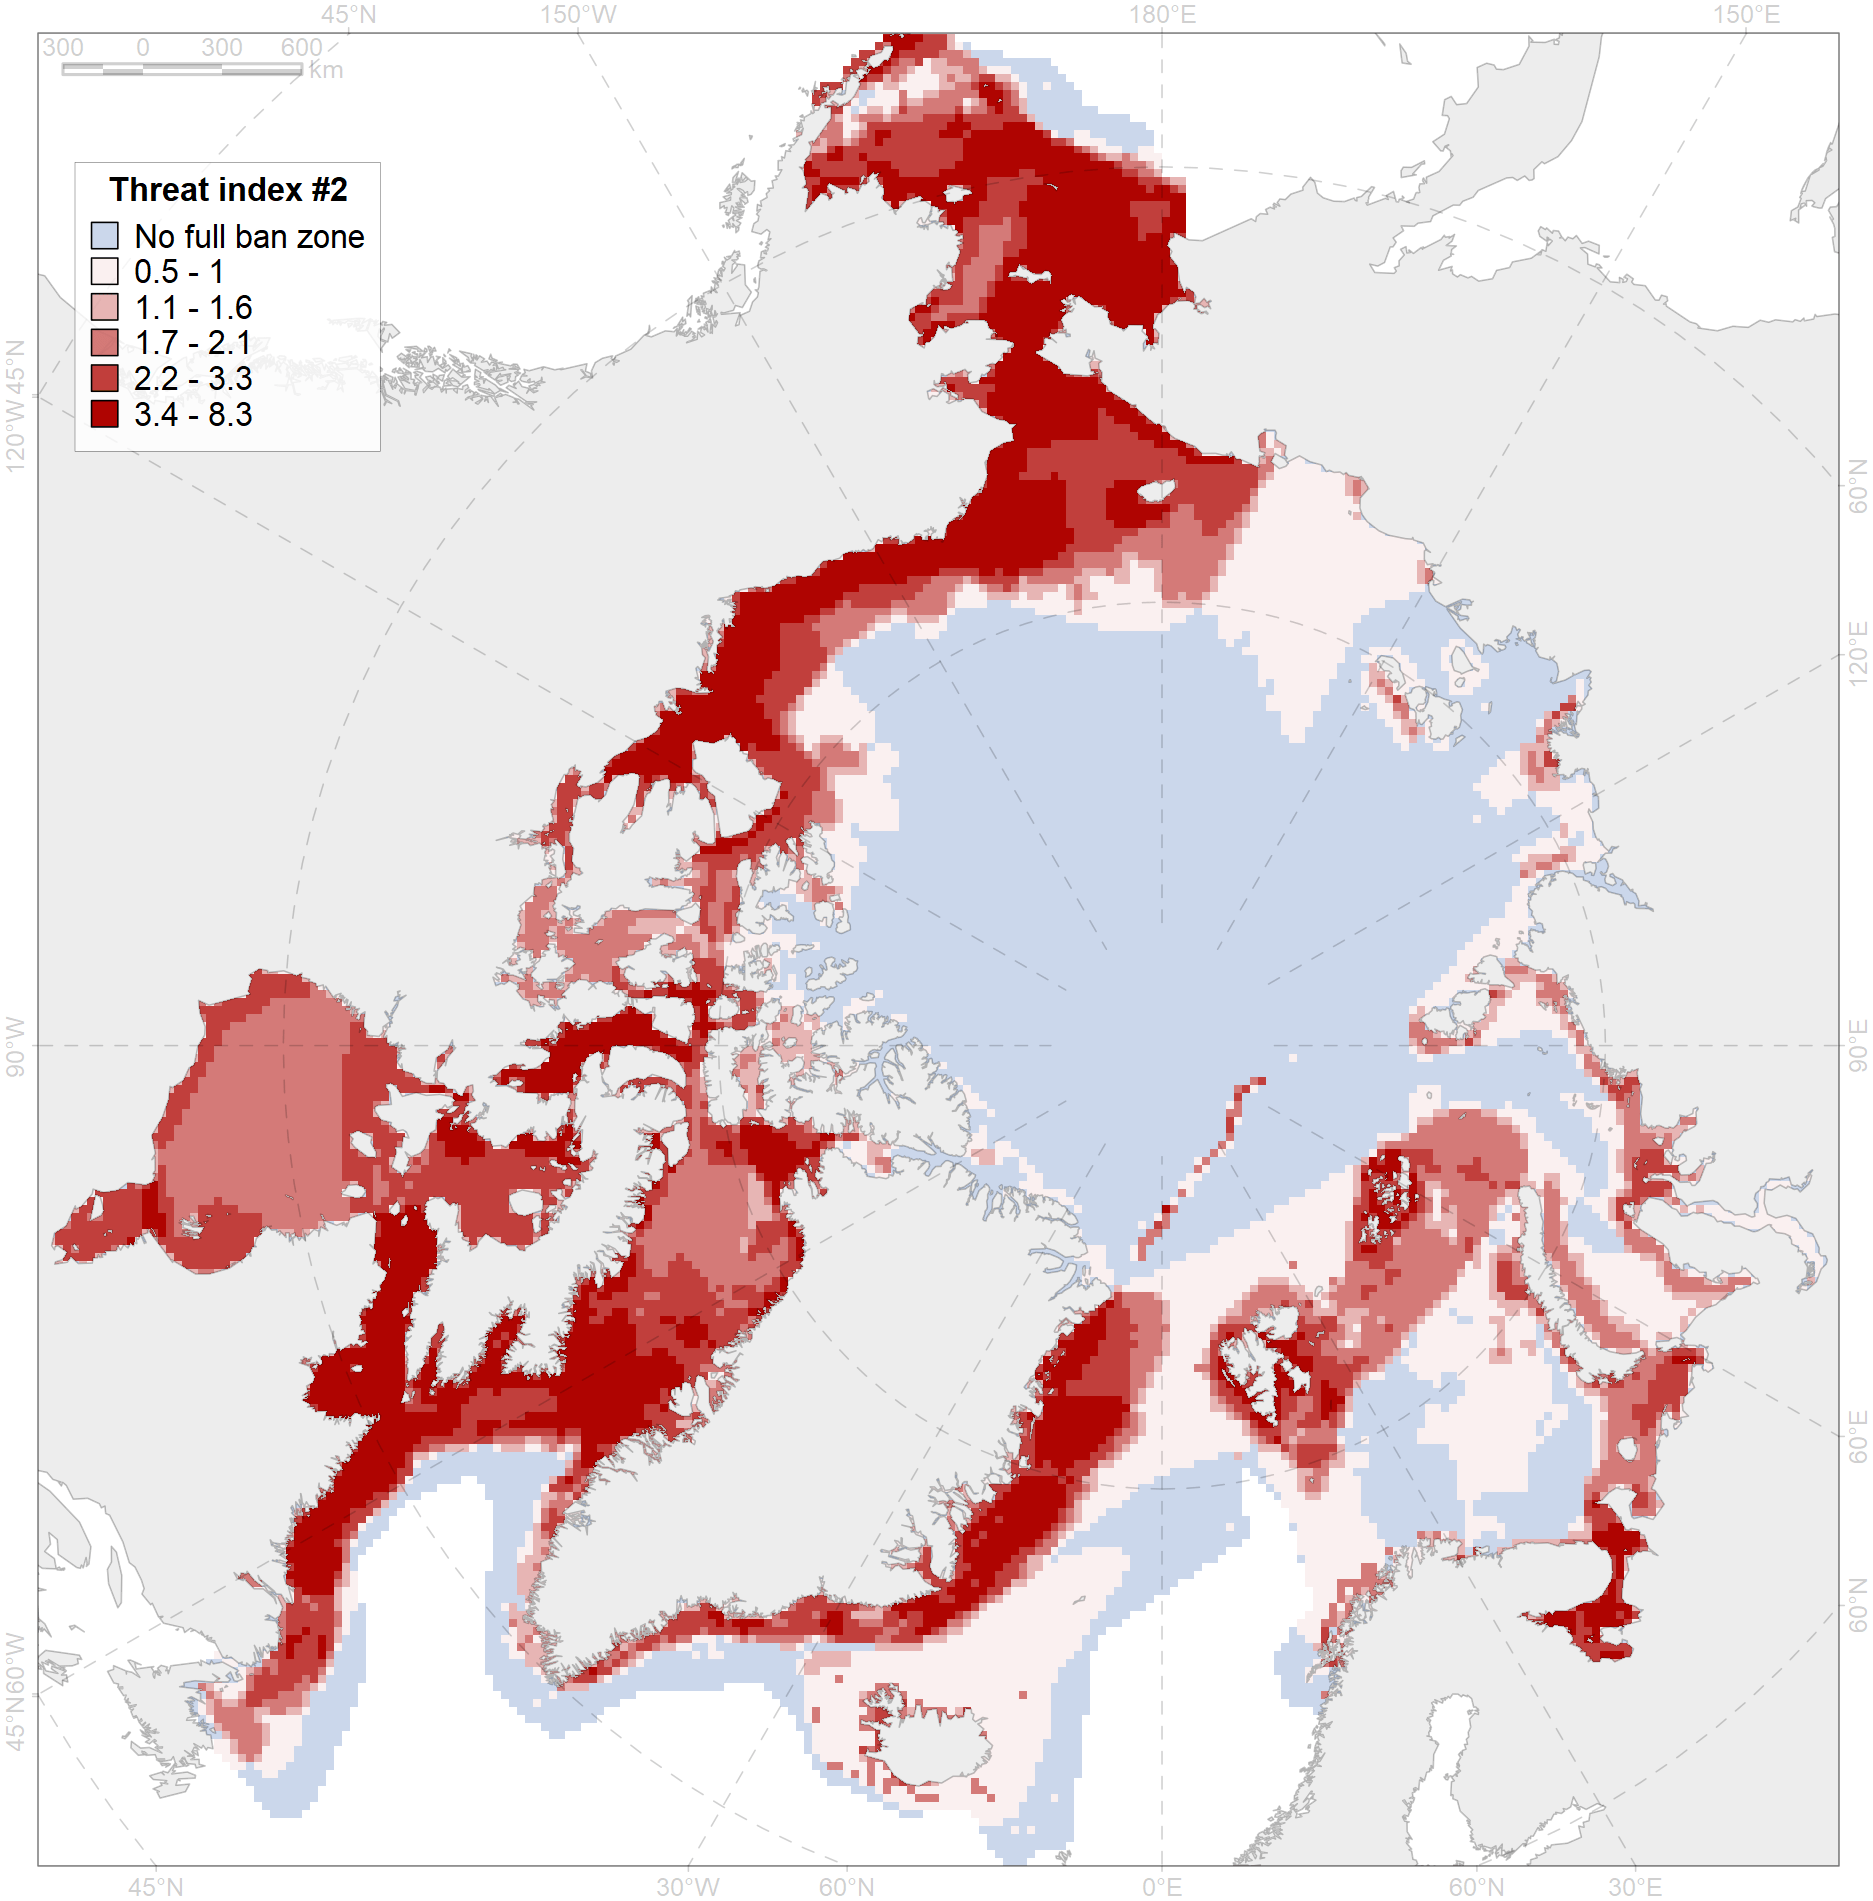 45°N 150°W 180°E 150°E
300 0 300 600
km
Threat index #2
No full ban zone
0.5 - 1
1.1 - 1.6
1.7 - 2.1
2.2 - 3.3
3.4 - 8.3
45°N
120°W
90°W
60°W
45°N
60°N
120°E
90°E
60°E
60°N
45°N 30°W 60°N 0°E 60°N 30°E